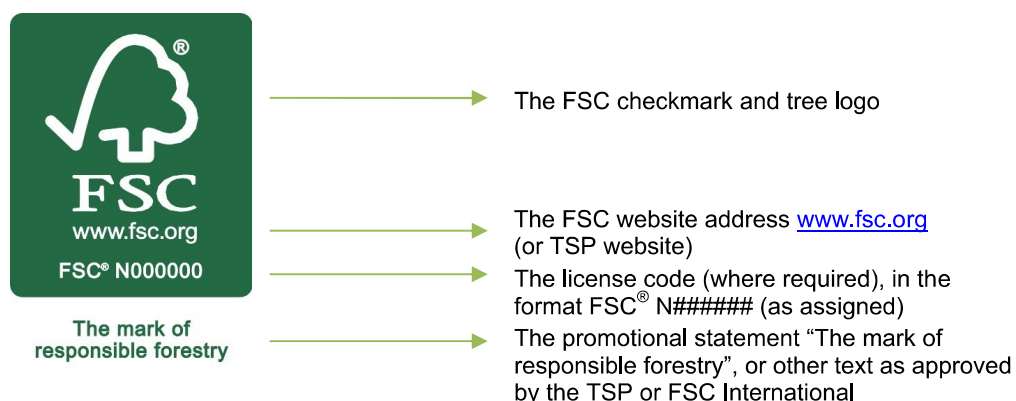 ®
FSC
www.fsc.org
FSC® N000000
The mark of
responsible forestry
The FSC checkmark and tree logo
The FSC website address www.fsc.org
(or TSP website)
The license code (where required), in the
format FSC® N###### (as assigned)
The promotional statement “The mark of
responsible forestry”, or other text as approved
by the TSP or FSC International